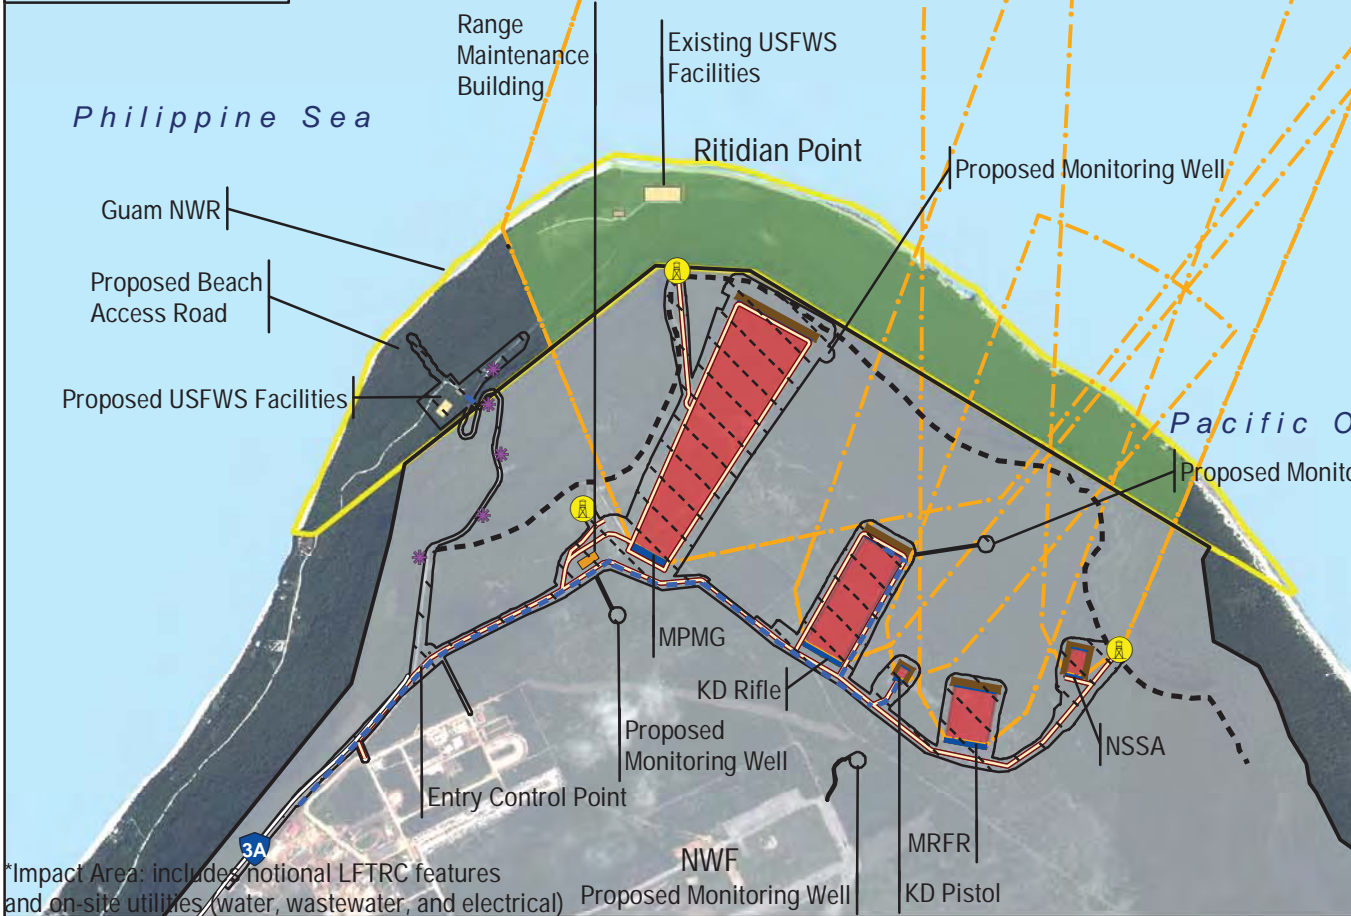 Range
Maintenance
Building
Existing USFWS
Facilities
Philippine Sea
Ritidian Point
Proposed Monitoring Well
Guam NWR
Proposed Beach
Access Road
Proposed USFWS Facilities
Pacific O
Proposed Monito
MPMG
KD Rifle
Proposed
Monitoring Well
NSSA
Entry Control Point
3A
MRFR
NWF
Proposed Monitoring Well
KD Pistol
*Impact Area: includes notional LFTRC features
and on-site utilities (water, wastewater, and electrical)